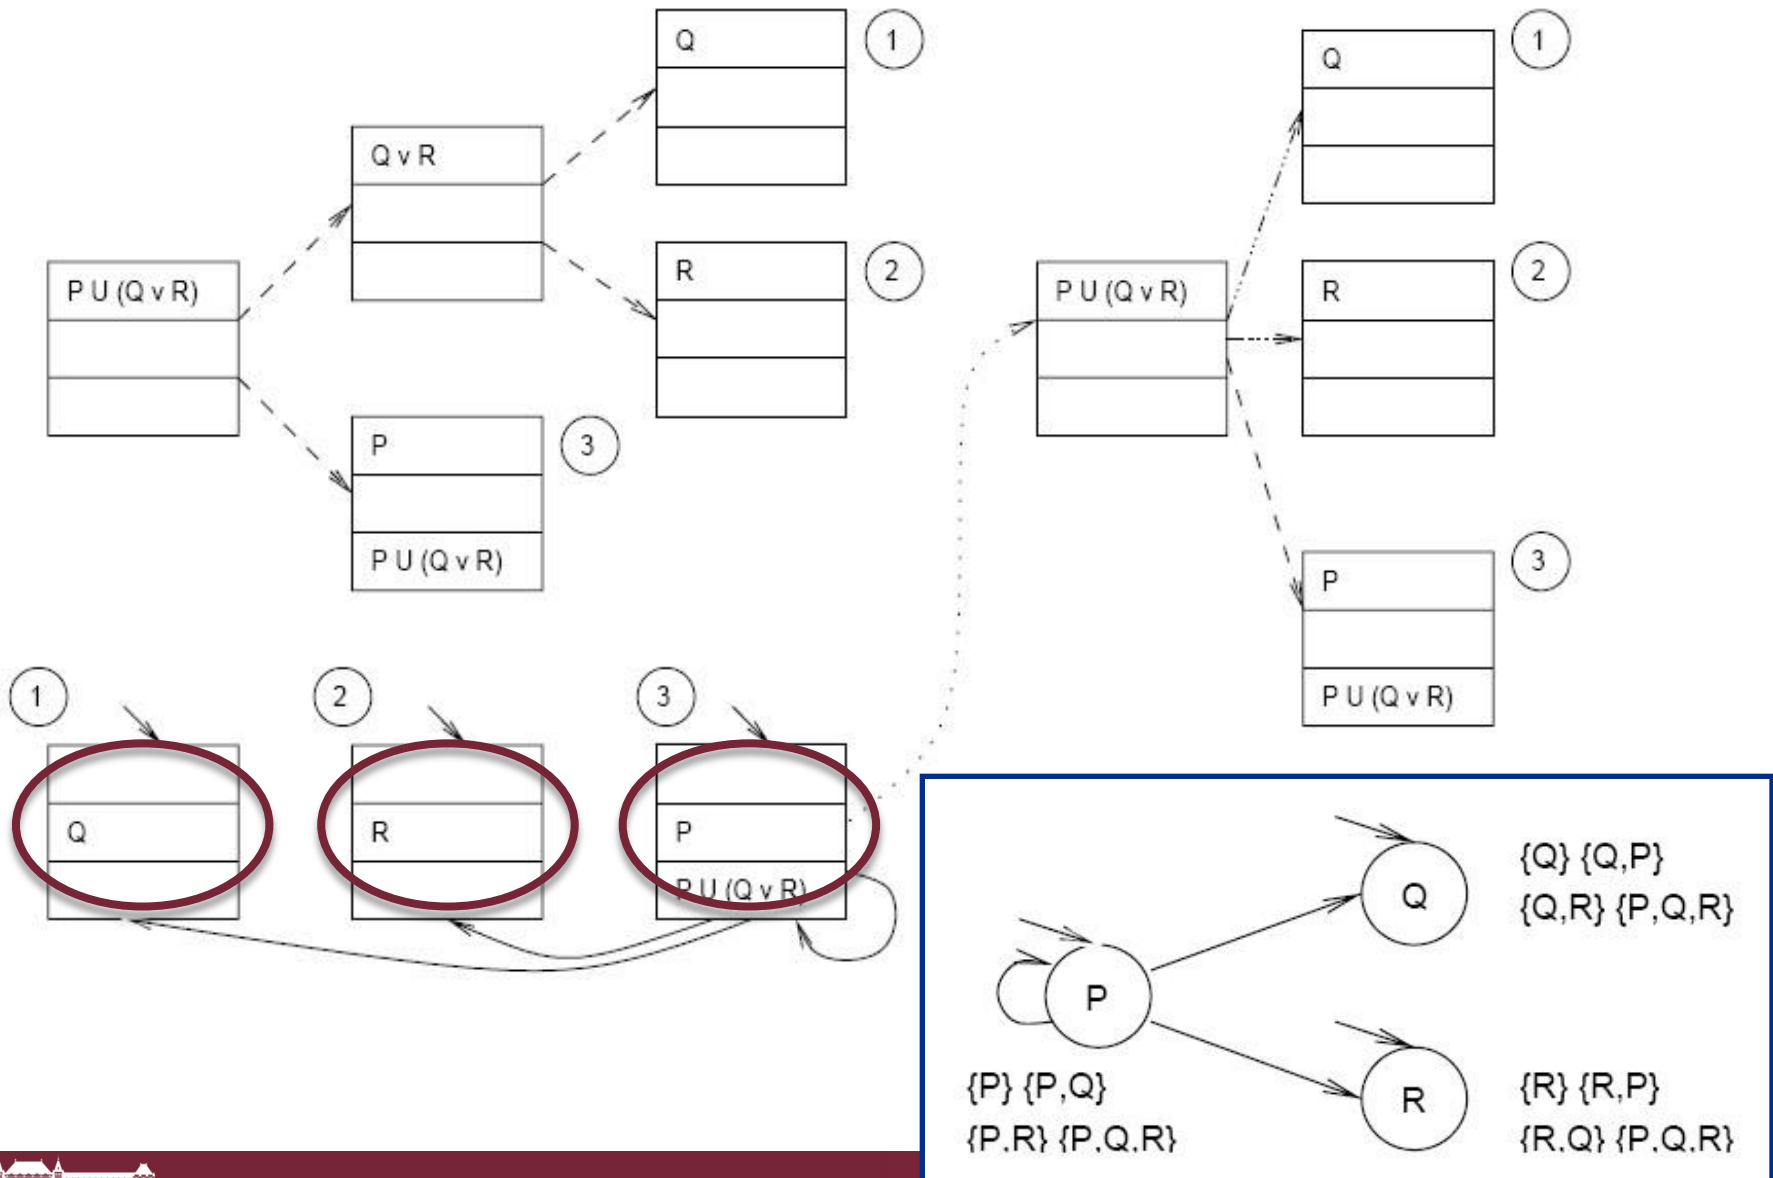 Q
1
Q v R
P U (Q v R)
R
2
P
3
P U (Q v R)
Q
1
P U (Q v R)
R
2
P
3
P U (Q v R)
1
2
3
Q
R
P
P U (Q v R)
Q
{Q} {Q,P}
{Q,R} {P,Q,R}
P
{P} {P,Q}
{P,R} {P,Q,R}
R
{R} {R,P}
{R,Q} {P,Q,R}